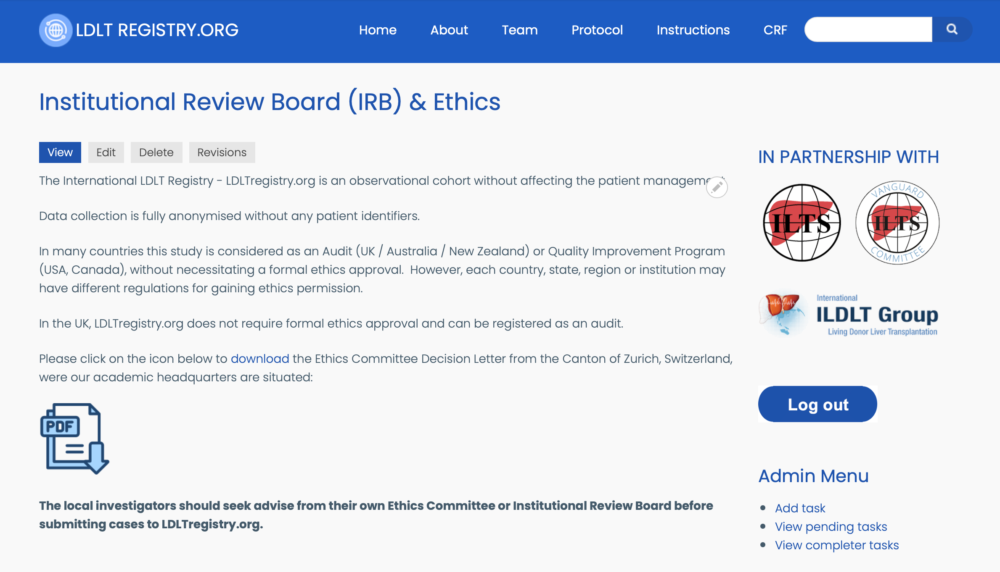 LDLT REGISTRY.ORG
Home
About
Team
Protocol
Instructions
CRF
Institutional Review Board (IRB) & Ethics
View
Edit
Delete
Revisions
The International LDLT Registry - LDLTregistry.org is an observational cohort without affecting the patient management
Data collection is fully anonymised without any patient identifiers.
In many countries this study is considered as an Audit (UK / Australia / New Zealand) or Quality Improvement Program
(USA, Canada), without necessitating a formal ethics approval.  However, each country, state, region or institution may
have different regulations for gaining ethics permission.
In the UK, LDLTregistry.org does not require formal ethics approval and can be registered as an audit.
Please click on the icon below to download the Ethics Committee Decision Letter from the Canton of Zurich, Switzerland,
were our academic headquarters are situated:
PDF
The local investigators should seek advise from their own Ethics Committee or Institutional Review Board before
submitting cases to LDLTregistry.org.
IN PARTNERSHIP WITH
ILTS
VANGUARD
ILTS
COMMITTEE
International
ILDLT Group
Living Donor Liver Transplantation
Log out
Admin Menu
Add task
View pending tasks
View completer tasks